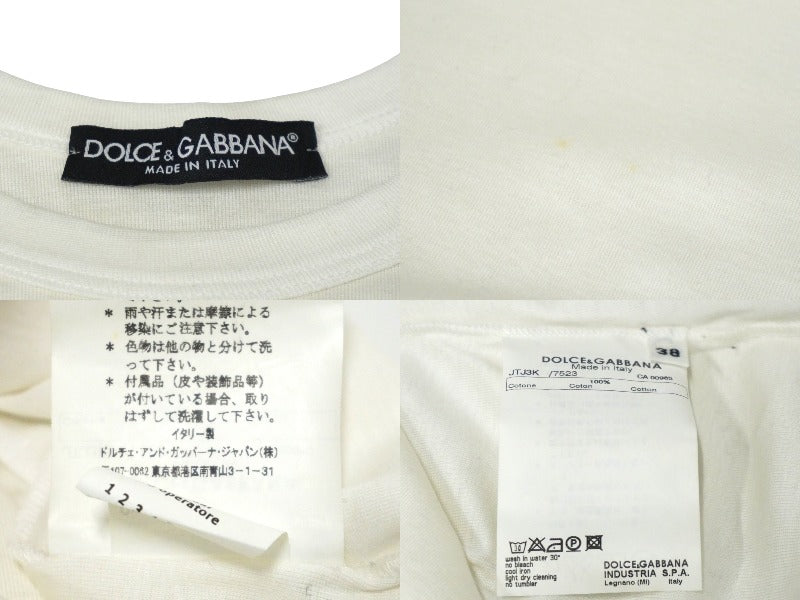 DOLCE & GABBANA®
MADE IN ITALY
* 雨や汗または摩擦による
移染にご注意下さい。
* 色物は他の物と分けて洗
って下さい。
* 付属品（皮や装飾品等）
が付いている場合、取り
はずして洗濯して下さい。
イタリー製
ドルチェ・アンド・ガッバーナ・ジャパン(株)
〒107-0062 東京都港区南青山3-1-31
operatore
1 2 3
38
DOLCE&GABBANA
Made in Italy
JTJ3K /7523 CA 00965
100%
Cotone Coton Cotton
wash in water 30°
no bleach
cool iron
light dry cleaning
no tumbler
DOLCE&GABBANA
INDUSTRIA S.P.A.
Legnano (MI) Italy